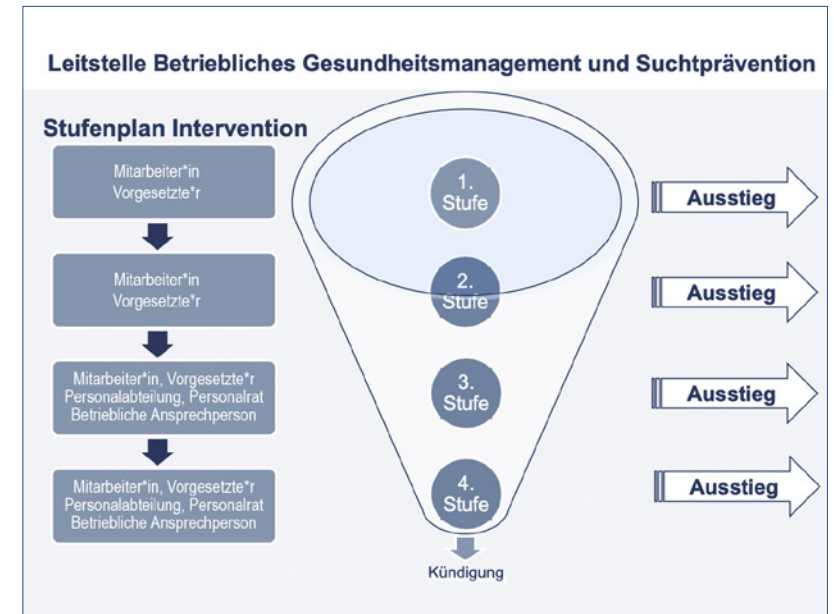 Leitstelle Betriebliches Gesundheitsmanagement und Suchtprävention
Stufenplan Intervention
Mitarbeiter*in
Vorgesetzte*r
1.
Stufe
Ausstieg
Mitarbeiter*in
Vorgesetzte*r
2.
Stufe
Ausstieg
Mitarbeiter*in, Vorgesetzte*r
Personalabteilung, Personalrat
Betriebliche Ansprechperson
3.
Stufe
Ausstieg
Mitarbeiter*in, Vorgesetzte*r
Personalabteilung, Personalrat
Betriebliche Ansprechperson
4.
Stufe
Ausstieg
Kündigung